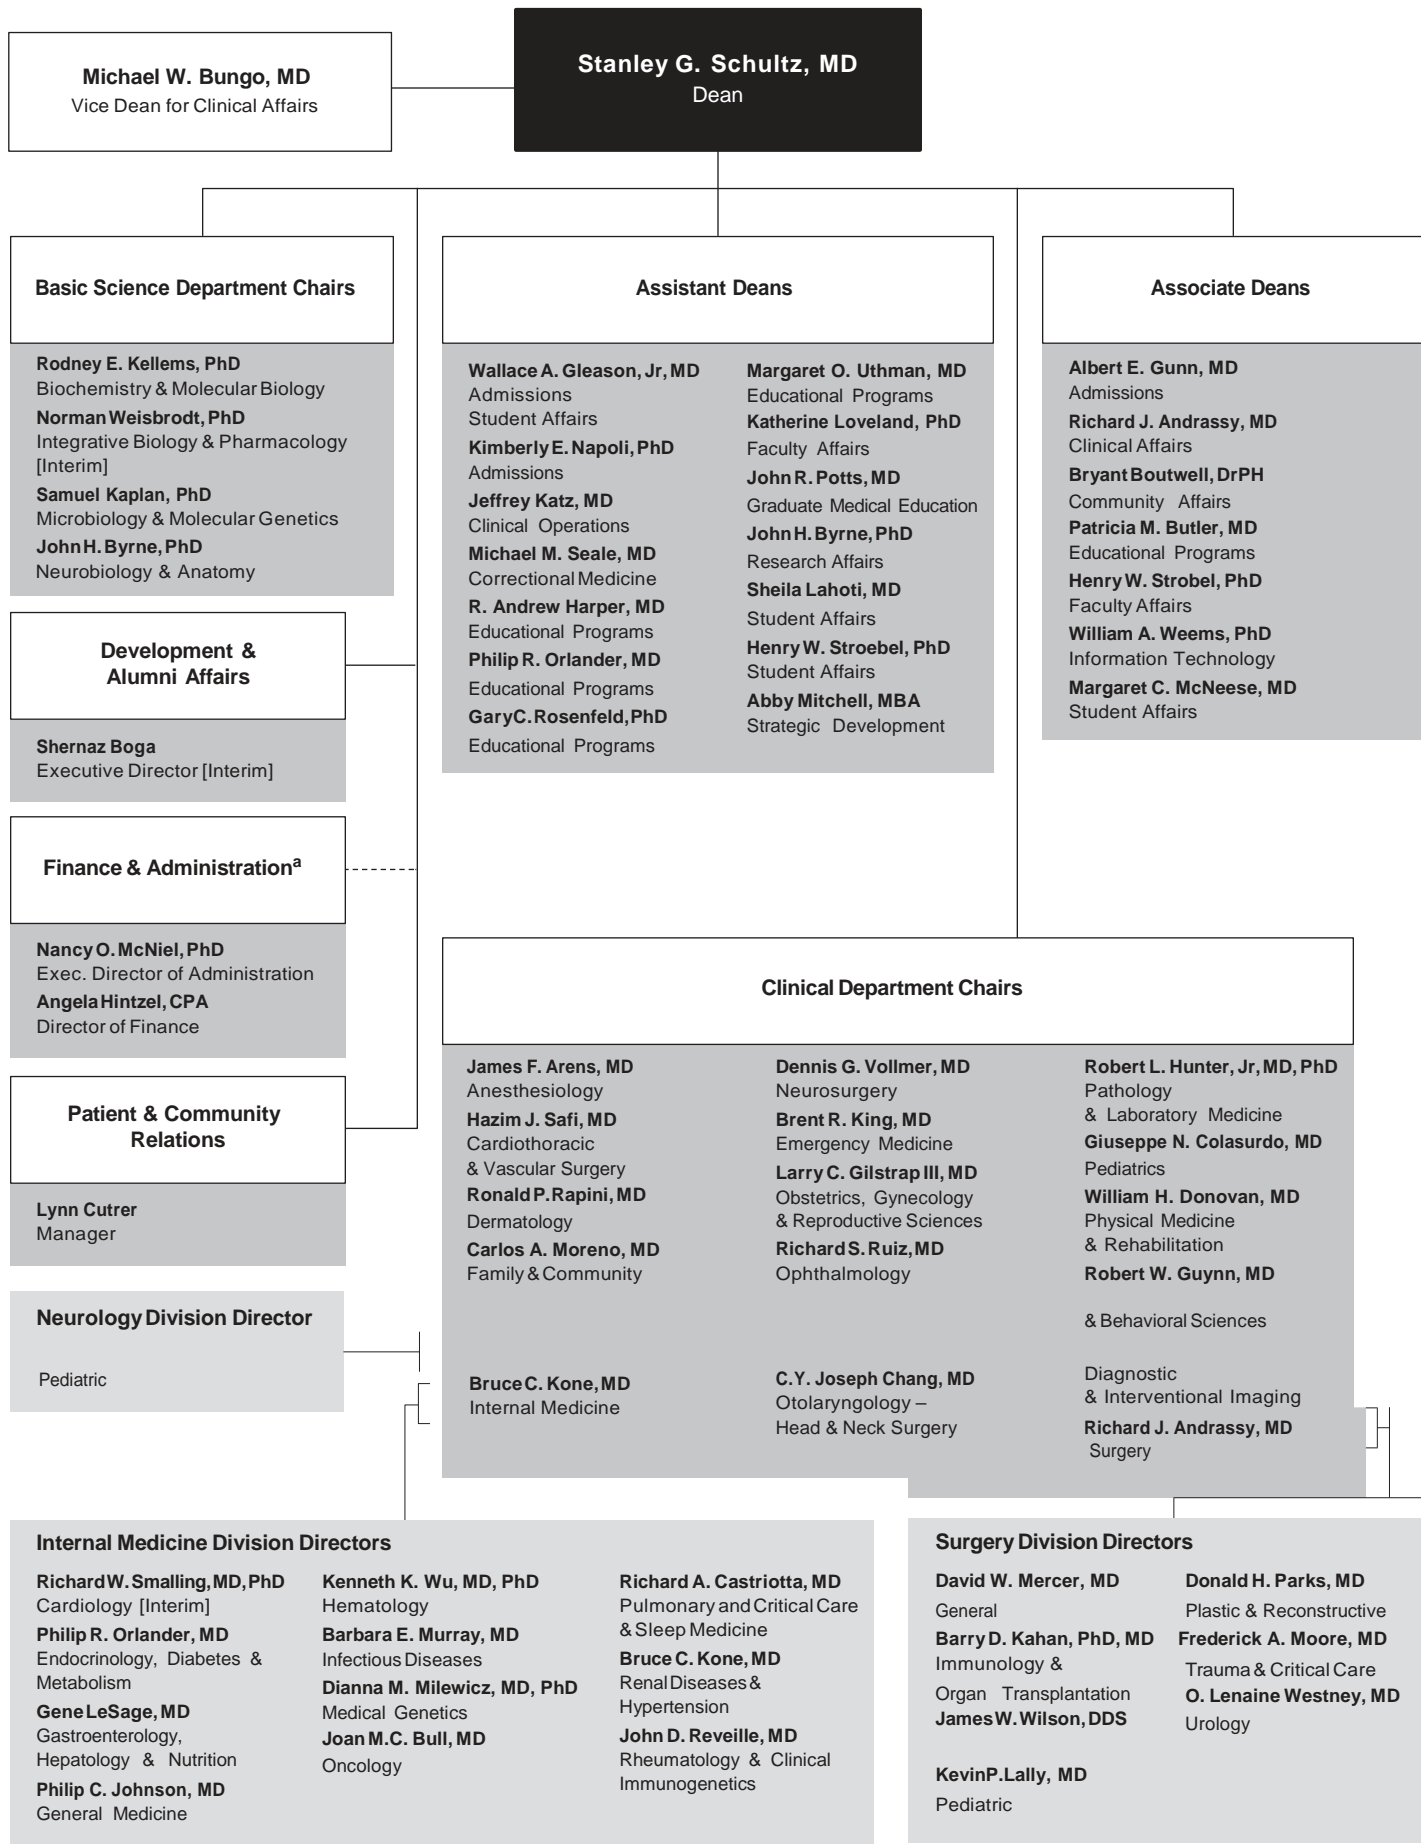 Michael W. Bungo, MD
Vice Dean for Clinical Affairs
Stanley G. Schultz, MD
Dean
Basic Science Department Chairs
Rodney E. Kellems, PhD
Biochemistry & Molecular Biology
Norman Weisbrodt, PhD
Integrative Biology & Pharmacology
[Interim]
Samuel Kaplan, PhD
Microbiology & Molecular Genetics
John H. Byrne, PhD
Neurobiology & Anatomy
Assistant Deans
Wallace A. Gleason, Jr, MD
Admissions
Student Affairs
Kimberly E. Napoli, PhD
Admissions
Jeffrey Katz, MD
Clinical Operations
Michael M. Seale, MD
Correctional Medicine
R. Andrew Harper, MD
Educational Programs
Philip R. Orlander, MD
Educational Programs
Gary C. Rosenfeld, PhD
Educational Programs
Margaret O. Uthman, MD
Educational Programs
Katherine Loveland, PhD
Faculty Affairs
John R. Potts, MD
Graduate Medical Education
John H. Byrne, PhD
Research Affairs
Sheila Lahoti, MD
Student Affairs
Henry W. Stroebel, PhD
Student Affairs
Abby Mitchell, MBA
Strategic Development
Associate Deans
Albert E. Gunn, MD
Admissions
Richard J. Andrassy, MD
Clinical Affairs
Bryant Boutwell, DrPH
Community Affairs
Patricia M. Butler, MD
Educational Programs
Henry W. Strobel, PhD
Faculty Affairs
William A. Weems, PhD
Information Technology
Margaret C. McNeese, MD
Student Affairs
Development &
Alumni Affairs
Shernaz Boga
Executive Director [Interim]
Finance & Administration^a
Nancy O. McNiel, PhD
Exec. Director of Administration
Angela Hintzel, CPA
Director of Finance
Patient & Community
Relations
Lynn Cutrer
Manager
Clinical Department Chairs
James F. Arens, MD
Anesthesiology
Hazim J. Safi, MD
Cardiothoracic
& Vascular Surgery
Ronald P. Rapini, MD
Dermatology
Carlos A. Moreno, MD
Family & Community
Bruce C. Kone, MD
Internal Medicine
Dennis G. Vollmer, MD
Neurosurgery
Brent R. King, MD
Emergency Medicine
Larry C. Gilstrap III, MD
Obstetrics, Gynecology
& Reproductive Sciences
Richard S. Ruiz, MD
Ophthalmology
C.Y. Joseph Chang, MD
Otolaryngology –
Head & Neck Surgery
Robert L. Hunter, Jr, MD, PhD
Pathology
& Laboratory Medicine
Giuseppe N. Colasurdo, MD
Pediatrics
William H. Donovan, MD
Physical Medicine
& Rehabilitation
Robert W. Guynn, MD
& Behavioral Sciences
Diagnostic
& Interventional Imaging
Richard J. Andrassy, MD
Surgery
Neurology Division Director
Pediatric
Internal Medicine Division Directors
Richard W. Smalling, MD, PhD
Cardiology [Interim]
Philip R. Orlander, MD
Endocrinology, Diabetes &
Metabolism
Gene LeSage, MD
Gastroenterology,
Hepatology & Nutrition
Philip C. Johnson, MD
General Medicine
Kenneth K. Wu, MD, PhD
Hematology
Barbara E. Murray, MD
Infectious Diseases
Dianna M. Milewicz, MD, PhD
Medical Genetics
Joan M.C. Bull, MD
Oncology
Richard A. Castriotta, MD
Pulmonary and Critical Care
& Sleep Medicine
Bruce C. Kone, MD
Renal Diseases &
Hypertension
John D. Reveille, MD
Rheumatology & Clinical
Immunogenetics
Surgery Division Directors
David W. Mercer, MD
General
Barry D. Kahan, PhD, MD
Immunology &
Organ Transplantation
James W. Wilson, DDS
Kevin P. Lally, MD
Pediatric
Donald H. Parks, MD
Plastic & Reconstructive
Frederick A. Moore, MD
Trauma & Critical Care
O. Lenaine Westney, MD
Urology